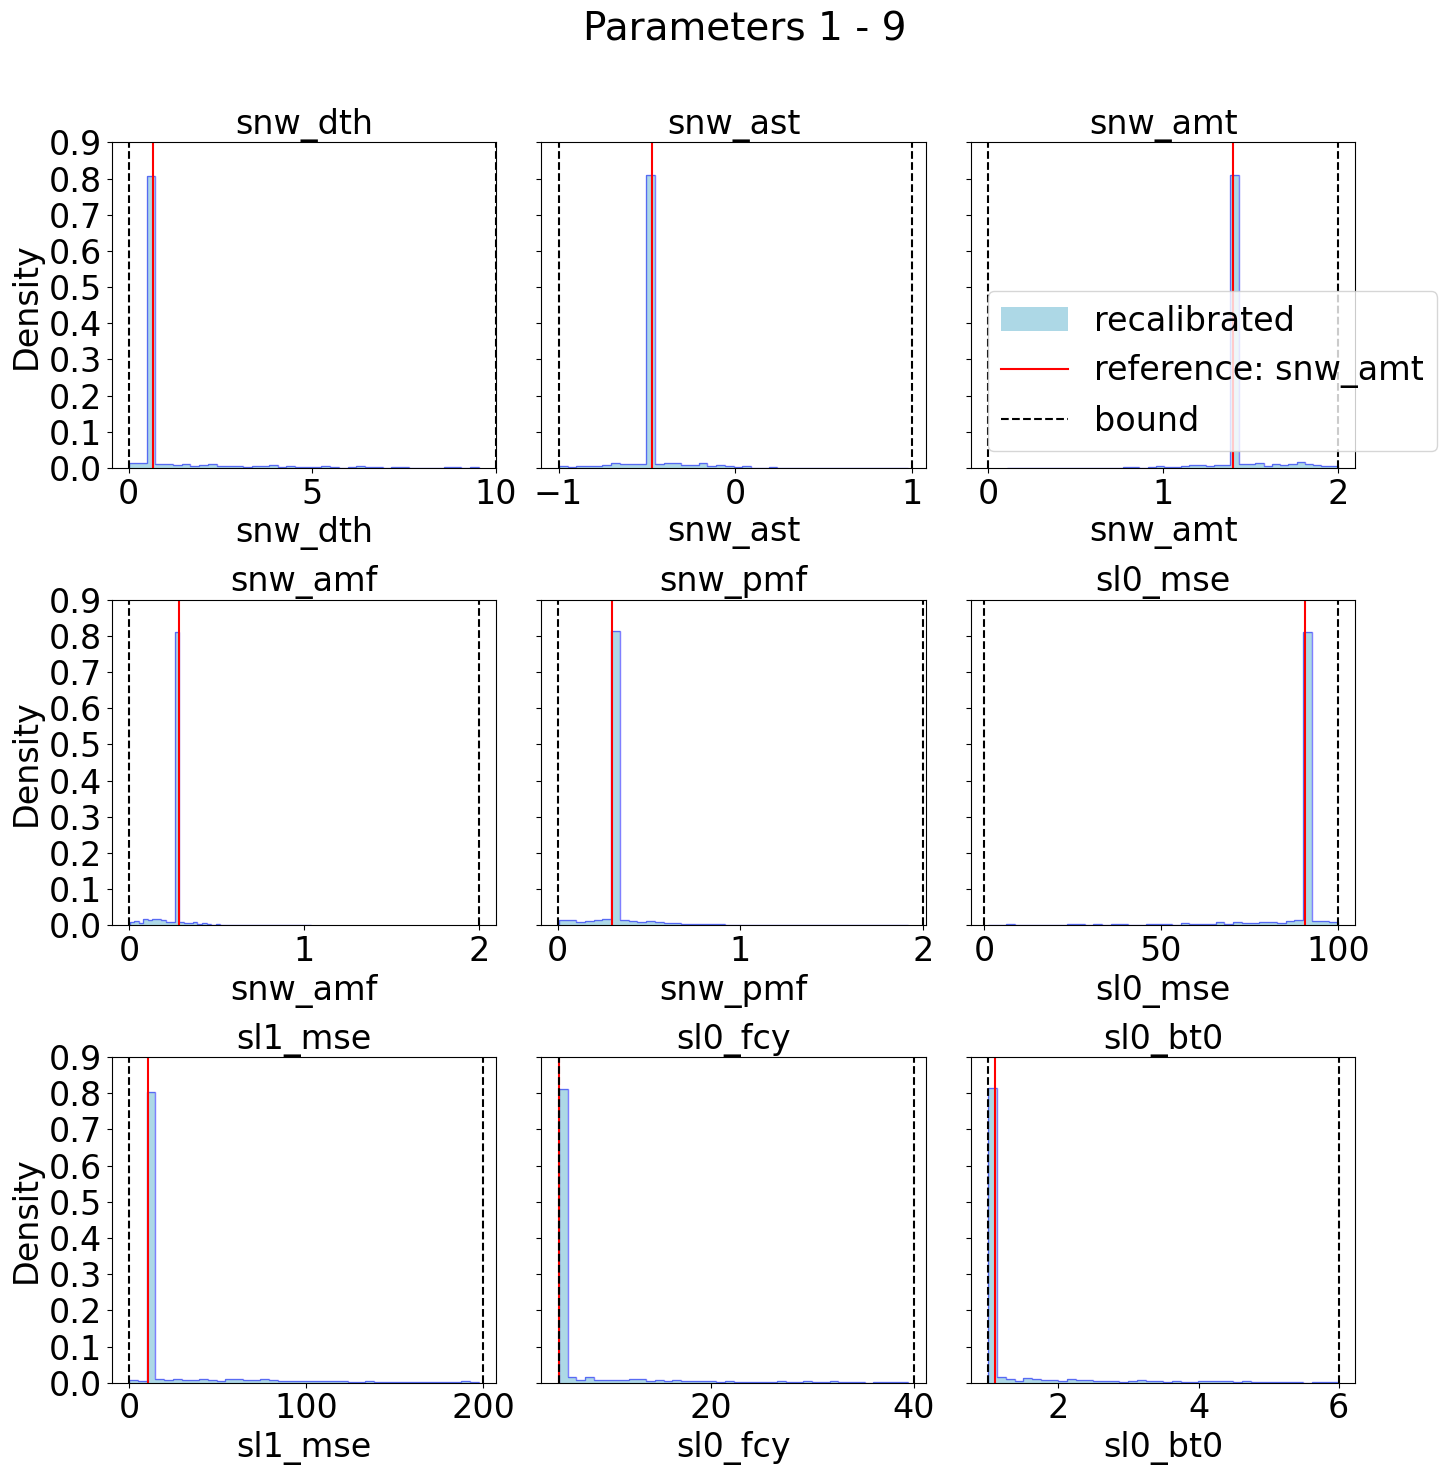 Parameters 1 - 9
snw_dth snw_ast snw_amt
0.9
0.8
0.7
0.6
0.5
0.4
0.3
0.2
0.1
0.0
Density
recalibrated
reference: snw_amt
bound
0 5 10 −1 0 1 0 1 2
snw_dth snw_ast snw_amt
snw_amf snw_pmf sl0_mse
0.9
0.8
0.7
0.6
0.5
0.4
0.3
0.2
0.1
0.0
Density
0 1 2 0 1 2 0 50 100
snw_amf snw_pmf sl0_mse
sl1_mse sl0_fcy sl0_bt0
0.9
0.8
0.7
0.6
0.5
0.4
0.3
0.2
0.1
0.0
Density
0 100 200 20 40 2 4 6
sl1_mse sl0_fcy sl0_bt0